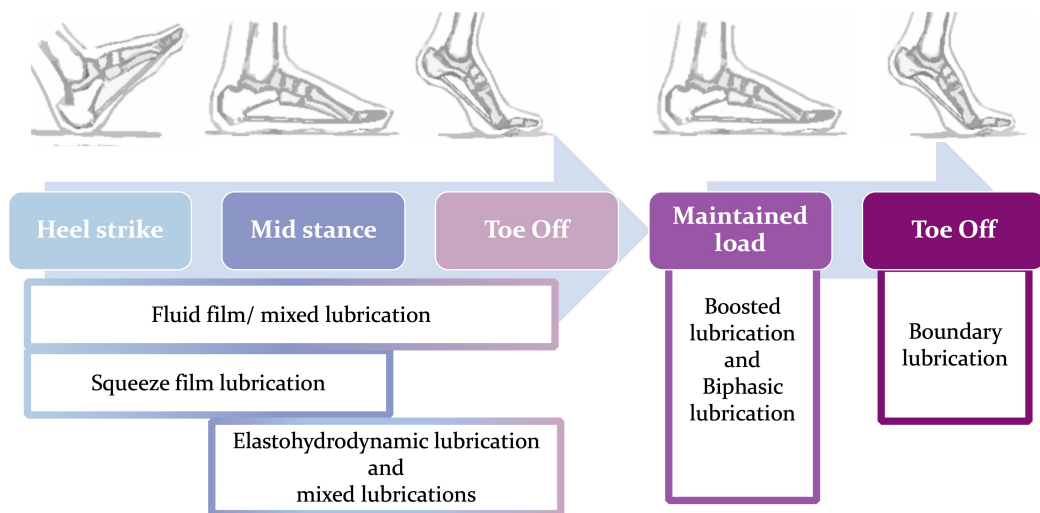 Heel strike
Mid stance
Toe Off
Maintained
load
Toe Off
Fluid film/ mixed lubrication
Squeeze film lubrication
Elastohydrodynamic lubrication
and
mixed lubrications
Boosted
lubrication
and
Biphasic
lubrication
Boundary
lubrication